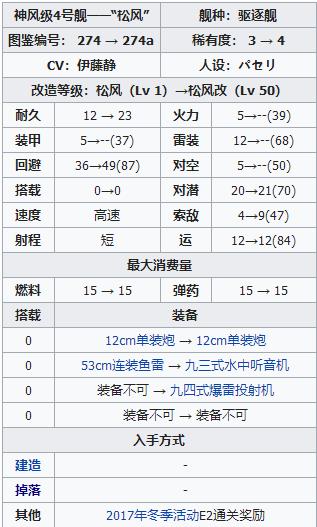 神风级4号舰——“松风” 舰种：驱逐舰
图鉴编号： 274 → 274a 稀有度： 3 → 4
CV：伊藤静 人设：パセリ
改造等级：松风（Lv 1）→松风改（Lv 50）
耐久 12 → 23 火力 5→--(39)
装甲 5→--(37) 雷装 12→--(68)
回避 36→49(87) 对空 5→--(50)
搭载 0→0 对潜 20→21(70)
速度 高速 索敌 4→9(47)
射程 短 运 12→12(84)
最大消费量
燃料 15 → 15 弹药 15 → 15
搭载 装备
0 12cm单装炮 → 12cm单装炮
0 53cm连装鱼雷 → 九三式水中听音机
0 装备不可 → 九四式爆雷投射机
0 装备不可 → 装备不可
入手方式
建造 -
掉落 -
其他 2017年冬季活动E2通关奖励